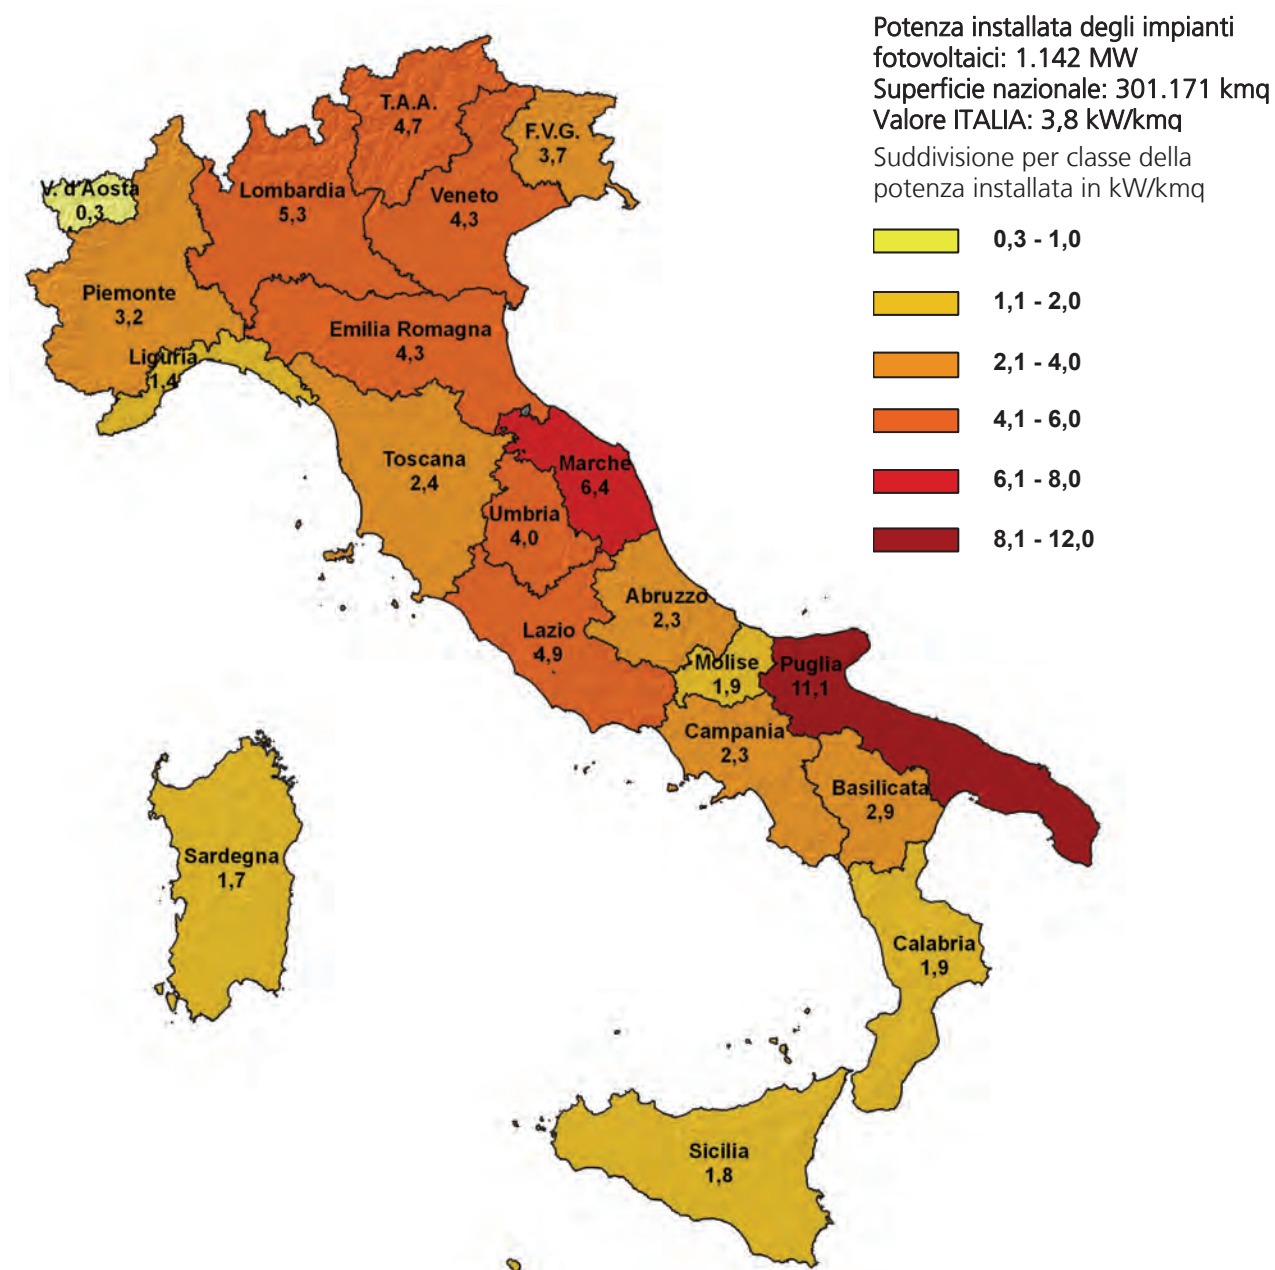 Potenza installata degli impianti
fotovoltaici: 1.142 MW
Superficie nazionale: 301.171 kmq
Valore ITALIA: 3,8 kW/kmq
Suddivisione per classe della
potenza installata in kW/kmq
0,3 - 1,0
1,1 - 2,0
2,1 - 4,0
4,1 - 6,0
6,1 - 8,0
8,1 - 12,0
T.A.A.
4,7
F.V.G.
3,7
V. d'Aosta
0,3
Lombardia
5,3
Veneto
4,3
Piemonte
3,2
Emilia Romagna
4,3
Liguria
1,4
Toscana
2,4
Marche
6,4
Umbria
4,0
Abruzzo
2,3
Lazio
4,9
Molise
1,9
Puglia
11,1
Campania
2,3
Basilicata
2,9
Sardegna
1,7
Calabria
1,9
Sicilia
1,8